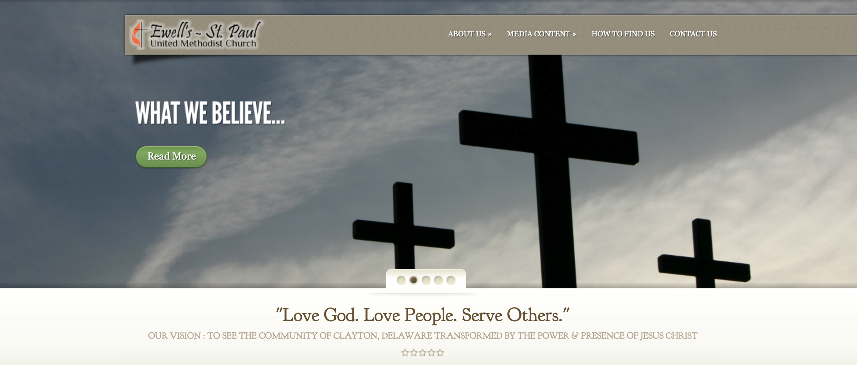 Ewell's ~ St. Paul
United Methodist Church
ABOUT US » MEDIA CONTENT » HOW TO FIND US CONTACT US
WHAT WE BELIEVE...
Read More
"Love God. Love People. Serve Others."
OUR VISION : TO SEE THE COMMUNITY OF CLAYTON, DELAWARE TRANSFORMED BY THE POWER & PRESENCE OF JESUS CHRIST